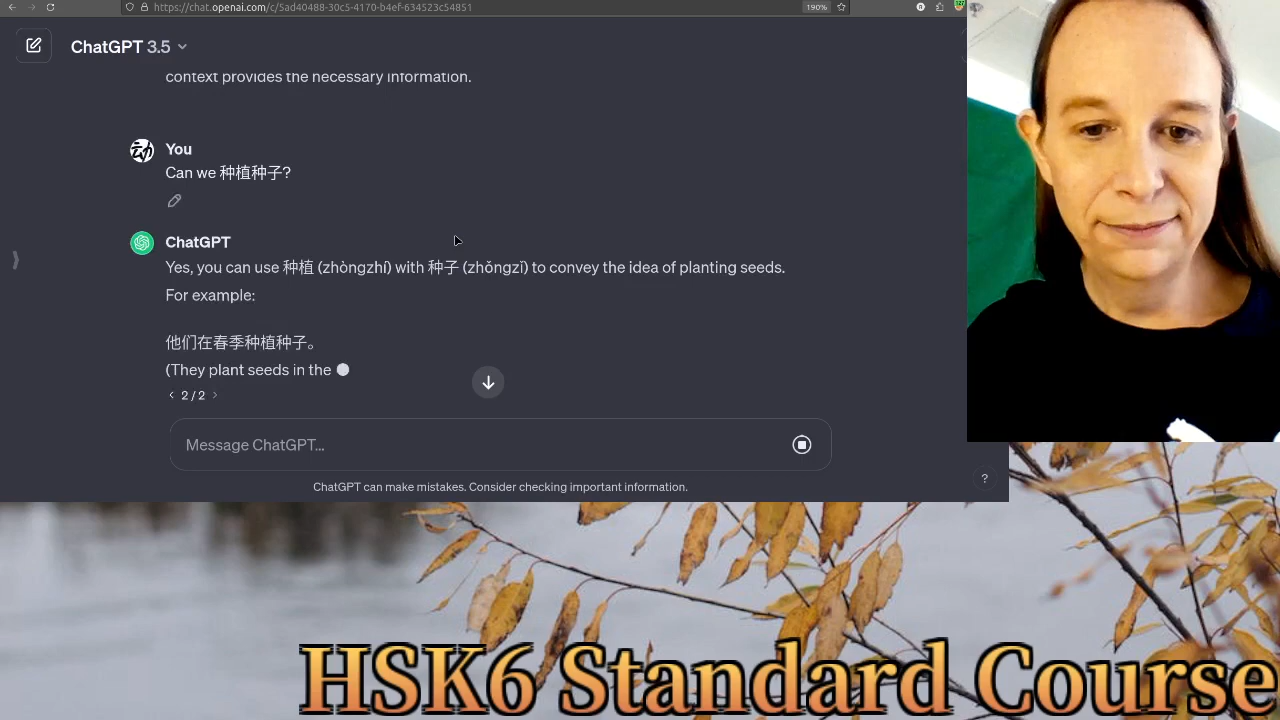 https://chat.openai.com/c/5ad40488-30c5-4170-b4ef-634523c54851
190%
ChatGPT 3.5
context provides the necessary information.
You
Can we 种植种子?
ChatGPT
Yes, you can use 种植 (zhòngzhí) with 种子 (zhǒngzǐ) to convey the idea of planting seeds.
For example:
他们在春季种植种子。
(They plant seeds in the
2 / 2
Message ChatGPT...
ChatGPT can make mistakes. Consider checking important information.
?
HSK6 Standard Course